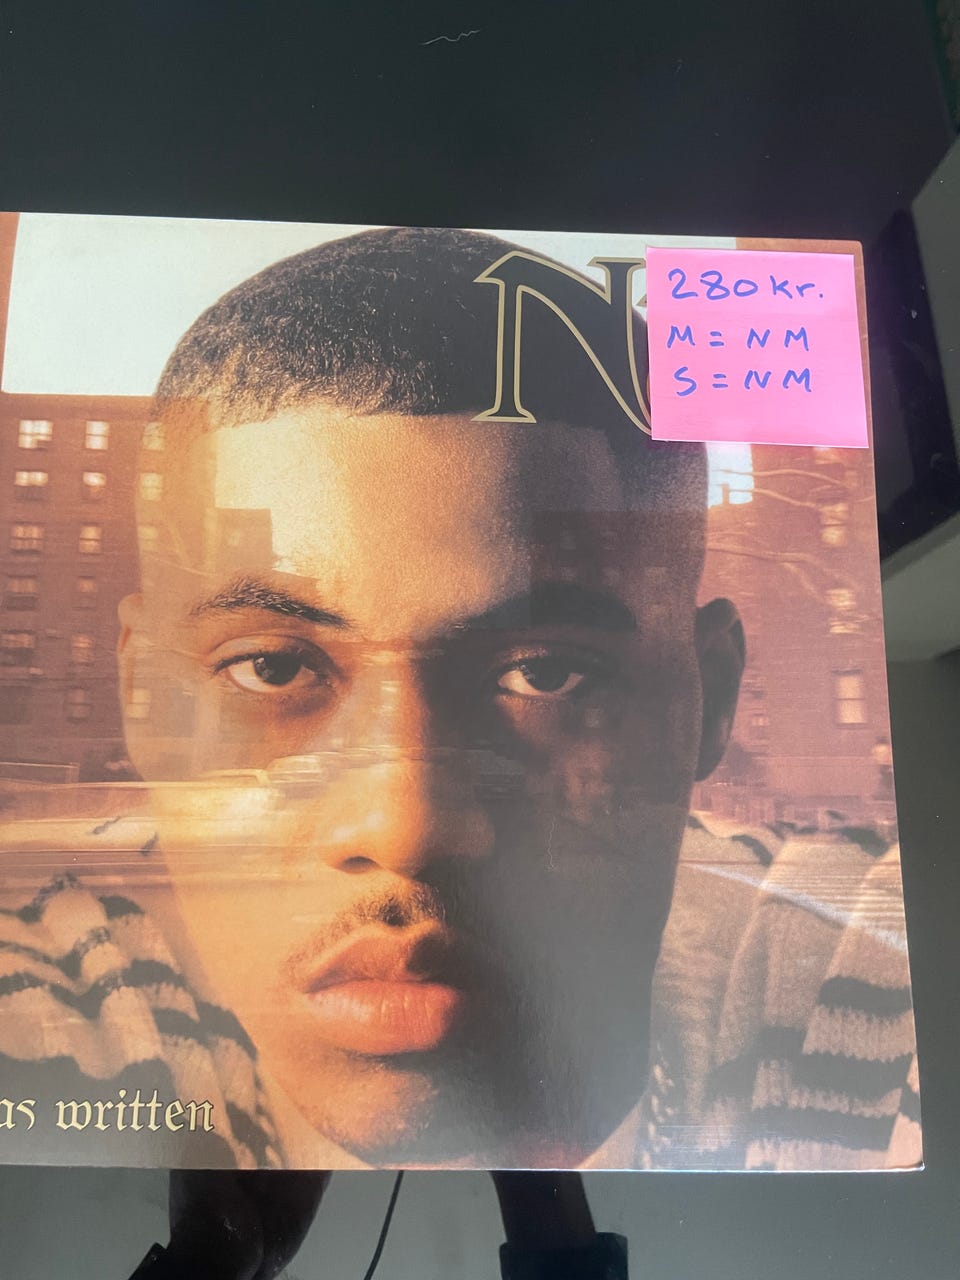 N
280 kr.
M = NM
S = NM
as written